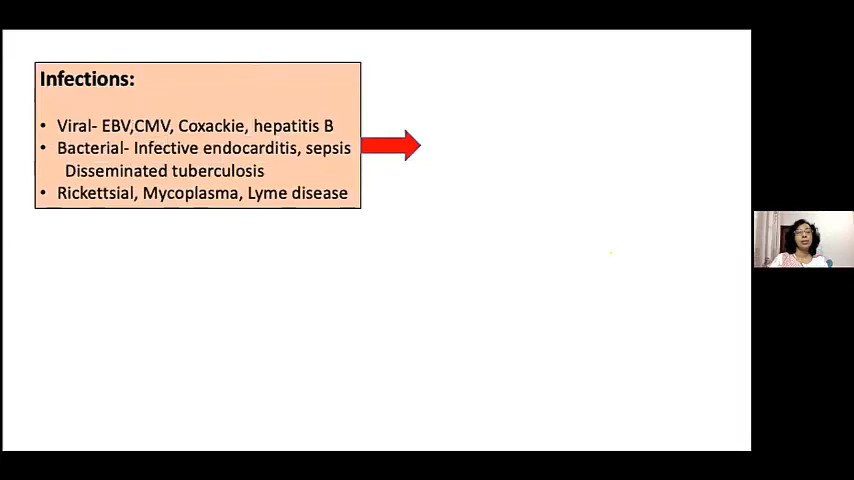 Infections:
• Viral- EBV,CMV, Coxackie, hepatitis B
• Bacterial- Infective endocarditis, sepsis
Disseminated tuberculosis
• Rickettsial, Mycoplasma, Lyme disease